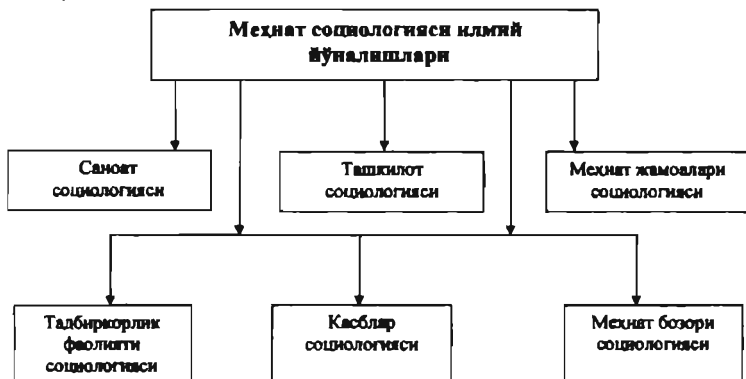 Меҳнат социологияси илмий
йўналишлари
Саноат
социологияси
Ташкилот
социологияси
Меҳнат жамоалари
социологияси
Тадбиркорлик
фаолияти
социологияси
Касблар
социологияси
Меҳнат бозори
социологияси